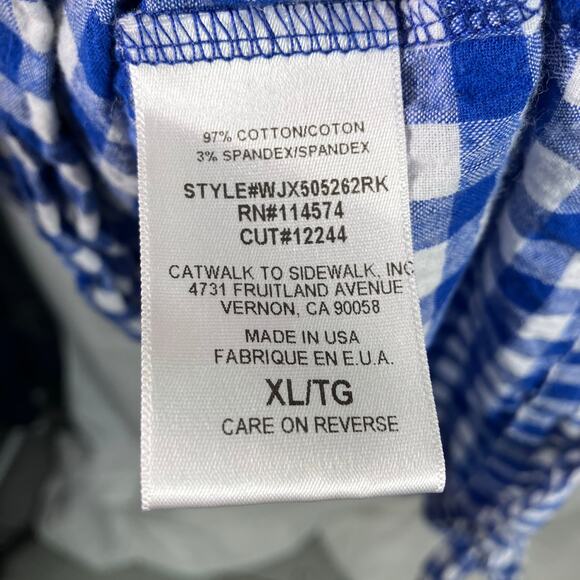 97% COTTON/COTON
3% SPANDEX/SPANDEX
STYLE#WJX505262RK
RN#114574
CUT#12244
CATWALK TO SIDEWALK, INC
4731 FRUITLAND AVENUE
VERNON, CA 90058
MADE IN USA
FABRIQUE EN E.U.A.
XL/TG
CARE ON REVERSE